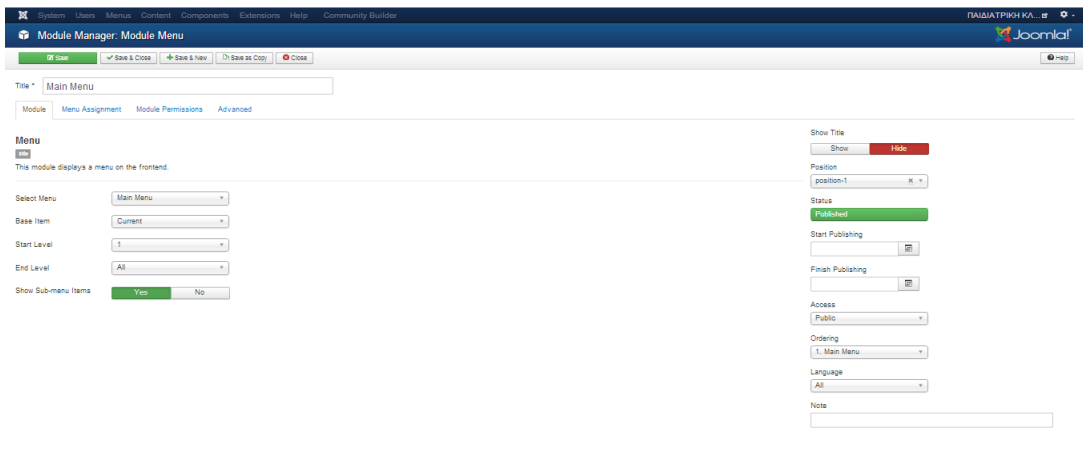 System Users Menus Content Components Extensions Help Community Builder ΠΑΙΔΙΑΤΡΙΚΗ ΚΛ...
Module Manager: Module Menu Joomla!
Save Save & Close Save & New Save as Copy Close Help
Title * Main Menu
Module Menu Assignment Module Permissions Advanced
Menu
Site
This module displays a menu on the frontend.
Select Menu Main Menu
Base Item Current
Start Level 1
End Level All
Show Sub-menu Items Yes No
Show Title
Show Hide
Position
position-1
Status
Published
Start Publishing
Finish Publishing
Access
Public
Ordering
1. Main Menu
Language
All
Note